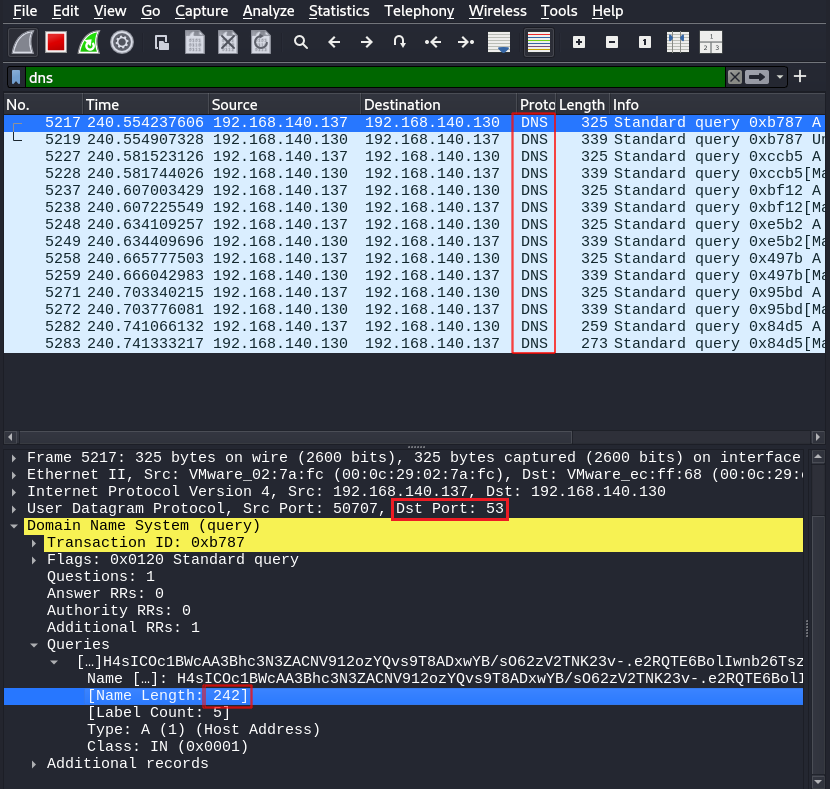 File Edit View Go Capture Analyze Statistics Telephony Wireless Tools Help
dns
No. Time Source Destination Proto Length Info
5217 240.554237606 192.168.140.137 192.168.140.130 DNS 325 Standard query 0xb787 A
5219 240.554907328 192.168.140.130 192.168.140.137 DNS 339 Standard query 0xb787 Un
5227 240.581523126 192.168.140.137 192.168.140.130 DNS 325 Standard query 0xccb5 A
5228 240.581744026 192.168.140.130 192.168.140.137 DNS 339 Standard query 0xccb5[Ma
5237 240.607003429 192.168.140.137 192.168.140.130 DNS 325 Standard query 0xbf12 A
5238 240.607225549 192.168.140.130 192.168.140.137 DNS 339 Standard query 0xbf12[Ma
5248 240.634109257 192.168.140.137 192.168.140.130 DNS 325 Standard query 0xe5b2 A
5249 240.634409696 192.168.140.130 192.168.140.137 DNS 339 Standard query 0xe5b2[Ma
5258 240.665777503 192.168.140.137 192.168.140.130 DNS 325 Standard query 0x497b A
5259 240.666042983 192.168.140.130 192.168.140.137 DNS 339 Standard query 0x497b[Ma
5271 240.703340215 192.168.140.137 192.168.140.130 DNS 325 Standard query 0x95bd A
5272 240.703776081 192.168.140.130 192.168.140.137 DNS 339 Standard query 0x95bd[Ma
5282 240.741066132 192.168.140.137 192.168.140.130 DNS 259 Standard query 0x84d5 A
5283 240.741333217 192.168.140.130 192.168.140.137 DNS 273 Standard query 0x84d5[Ma
Frame 5217: 325 bytes on wire (2600 bits), 325 bytes captured (2600 bits) on interface
Ethernet II, Src: VMware_02:7a:fc (00:0c:29:02:7a:fc), Dst: VMware_ec:ff:68 (00:0c:29:
Internet Protocol Version 4, Src: 192.168.140.137, Dst: 192.168.140.130
User Datagram Protocol, Src Port: 50707, Dst Port: 53
Domain Name System (query)
Transaction ID: 0xb787
Flags: 0x0120 Standard query
Questions: 1
Answer RRs: 0
Authority RRs: 0
Additional RRs: 1
Queries
[…]H4sICOc1BWcAA3Bhc3N3ZACNV912ozYQvs9T8ADxwYB/sO62zV2TNK23v-.e2RQTE6BolIwnb26Tsz
Name […]: H4sICOc1BWcAA3Bhc3N3ZACNV912ozYQvs9T8ADxwYB/sO62zV2TNK23v-.e2RQTE6BolI
[Name Length: 242]
[Label Count: 5]
Type: A (1) (Host Address)
Class: IN (0x0001)
Additional records